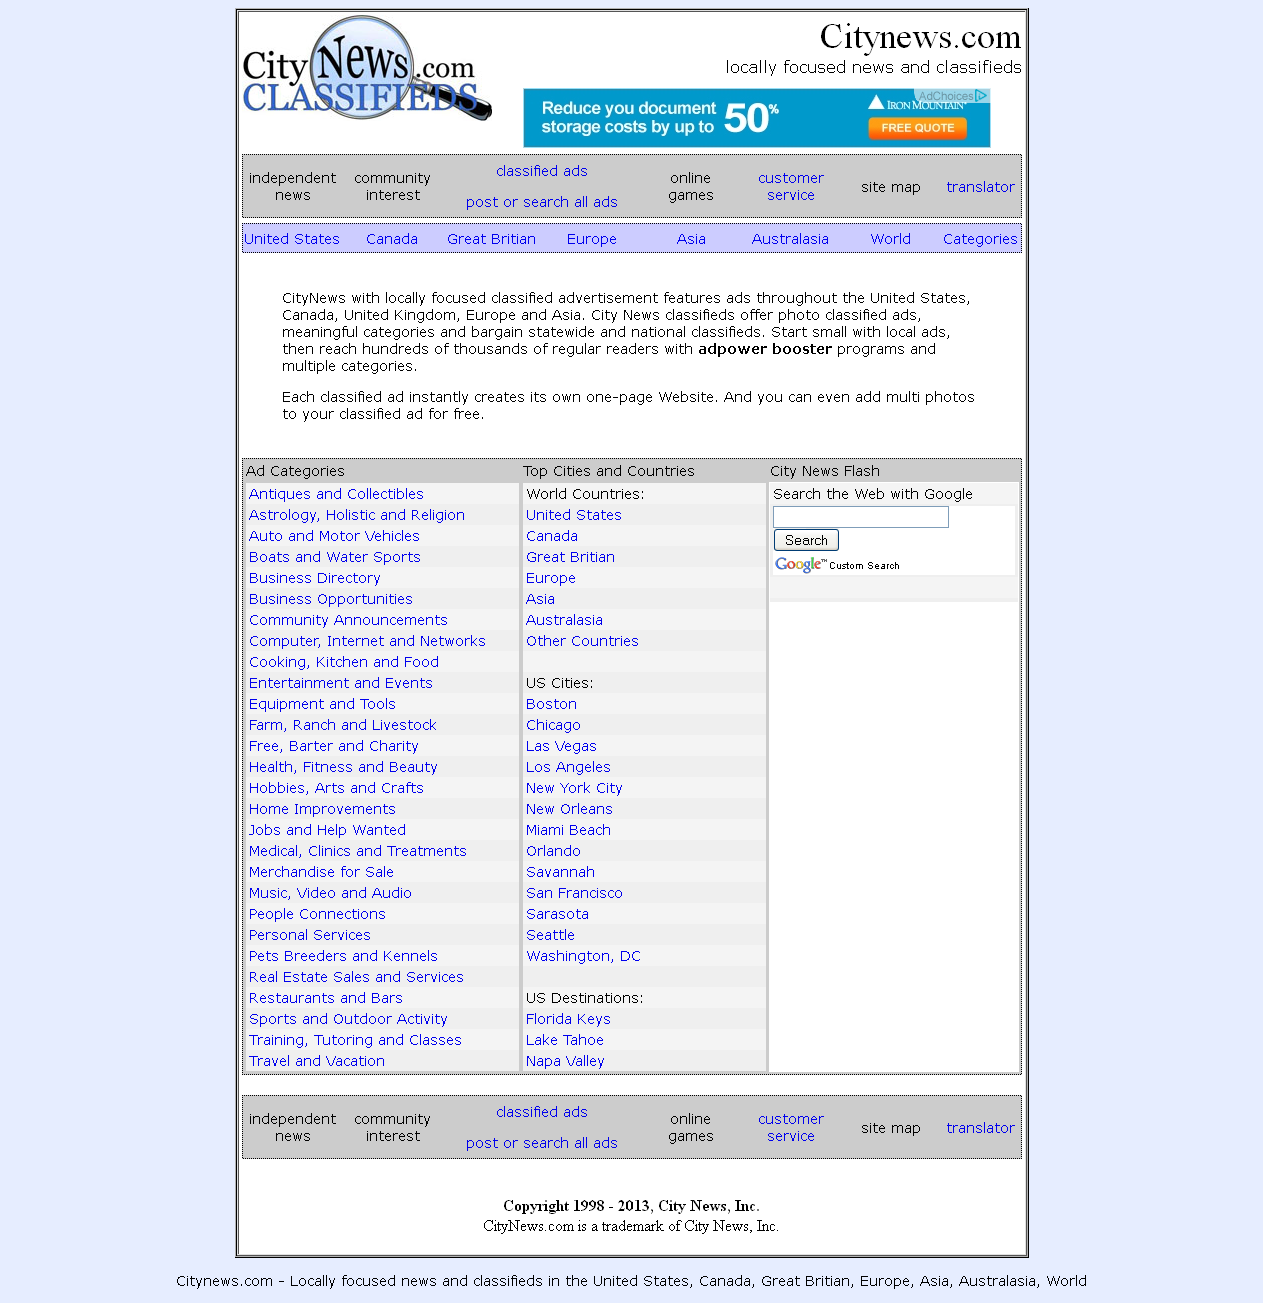 City News.com
CLASSIFIEDS
Citynews.com
locally focused news and classifieds
Reduce you document
storage costs by up to 50%
AdChoices
IRON MOUNTAIN
FREE QUOTE
independent news
community interest
classified ads
post or search all ads
online games
customer service
site map
translator
United States Canada Great Britian Europe Asia Australasia World Categories
CityNews with locally focused classified advertisement features ads throughout the United States,
Canada, United Kingdom, Europe and Asia. City News classifieds offer photo classified ads,
meaningful categories and bargain statewide and national classifieds. Start small with local ads,
then reach hundreds of thousands of regular readers with adpower booster programs and
multiple categories.
Each classified ad instantly creates its own one-page Website. And you can even add multi photos
to your classified ad for free.
Ad Categories
Antiques and Collectibles
Astrology, Holistic and Religion
Auto and Motor Vehicles
Boats and Water Sports
Business Directory
Business Opportunities
Community Announcements
Computer, Internet and Networks
Cooking, Kitchen and Food
Entertainment and Events
Equipment and Tools
Farm, Ranch and Livestock
Free, Barter and Charity
Health, Fitness and Beauty
Hobbies, Arts and Crafts
Home Improvements
Jobs and Help Wanted
Medical, Clinics and Treatments
Merchandise for Sale
Music, Video and Audio
People Connections
Personal Services
Pets Breeders and Kennels
Real Estate Sales and Services
Restaurants and Bars
Sports and Outdoor Activity
Training, Tutoring and Classes
Travel and Vacation
Top Cities and Countries
World Countries:
United States
Canada
Great Britian
Europe
Asia
Australasia
Other Countries
US Cities:
Boston
Chicago
Las Vegas
Los Angeles
New York City
New Orleans
Miami Beach
Orlando
Savannah
San Francisco
Sarasota
Seattle
Washington, DC
US Destinations:
Florida Keys
Lake Tahoe
Napa Valley
City News Flash
Search the Web with Google
Search
Google™ Custom Search
independent news
community interest
classified ads
post or search all ads
online games
customer service
site map
translator
Copyright 1998 - 2013, City News, Inc.
CityNews.com is a trademark of City News, Inc.
Citynews.com - Locally focused news and classifieds in the United States, Canada, Great Britian, Europe, Asia, Australasia, World